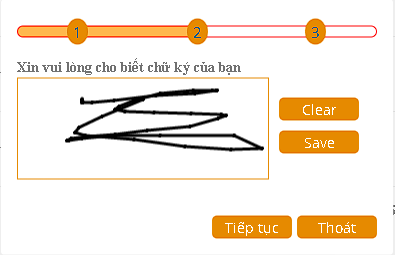 1 2 3
Xin vui lòng cho biết chữ ký của bạn
Clear
Save
Tiếp tục Thoát